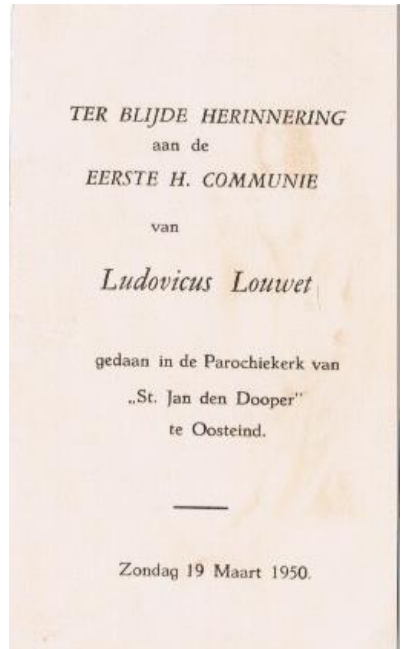 TER BLIJDE HERINNERING
aan de
EERSTE H. COMMUNIE
van
Ludovicus Louwet
gedaan in de Parochiekerk van
„St. Jan den Dooper"
te Oosteind.
Zondag 19 Maart 1950.